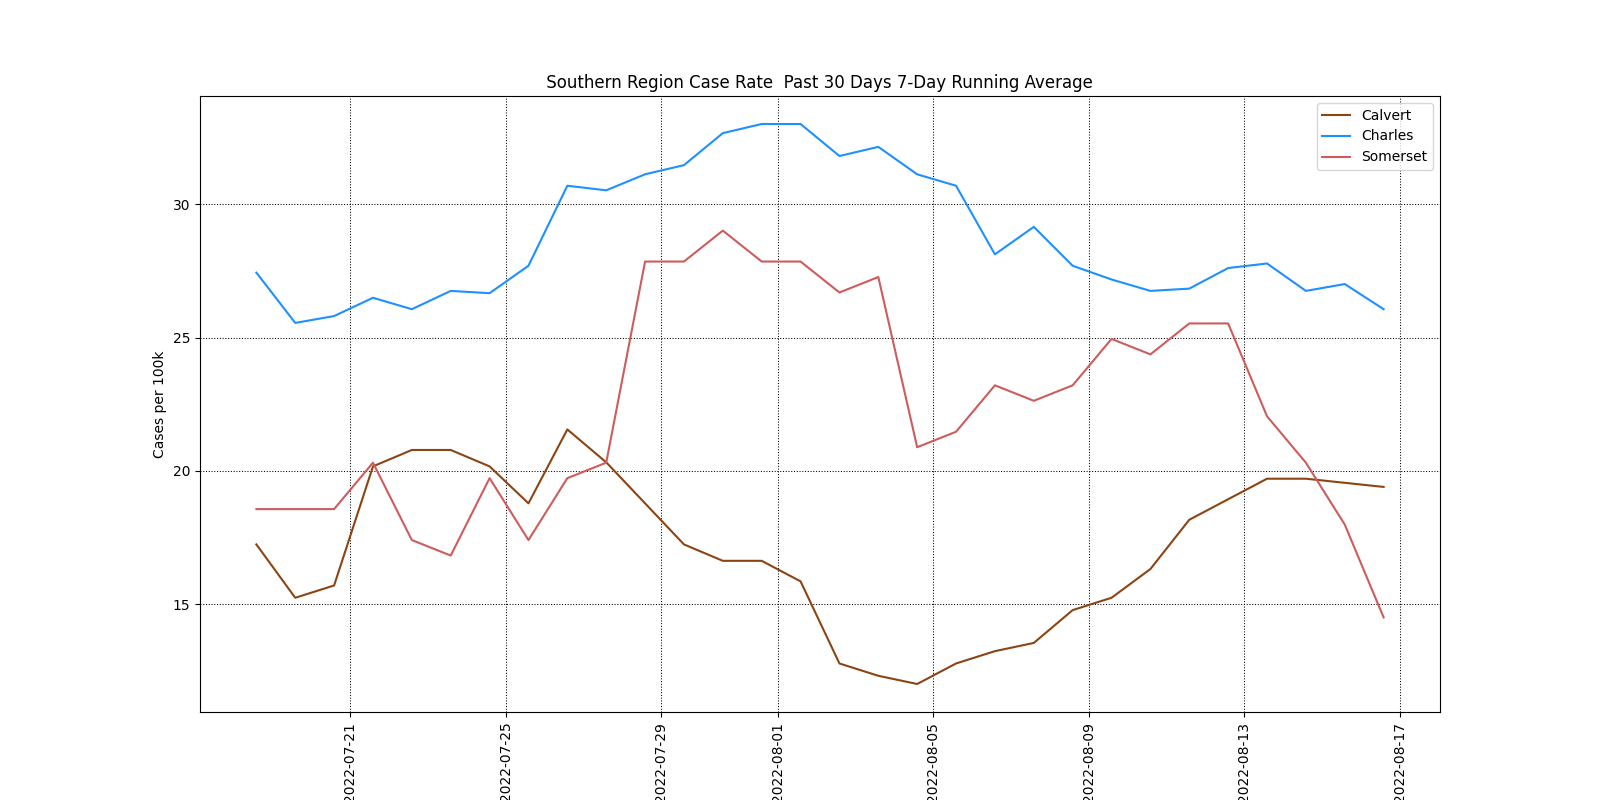 Southern Region Case Rate  Past 30 Days 7-Day Running Average
Calvert
Charles
Somerset
30
25
20
15
Cases per 100k
2022-07-21
2022-07-25
2022-07-29
2022-08-01
2022-08-05
2022-08-09
2022-08-13
2022-08-17